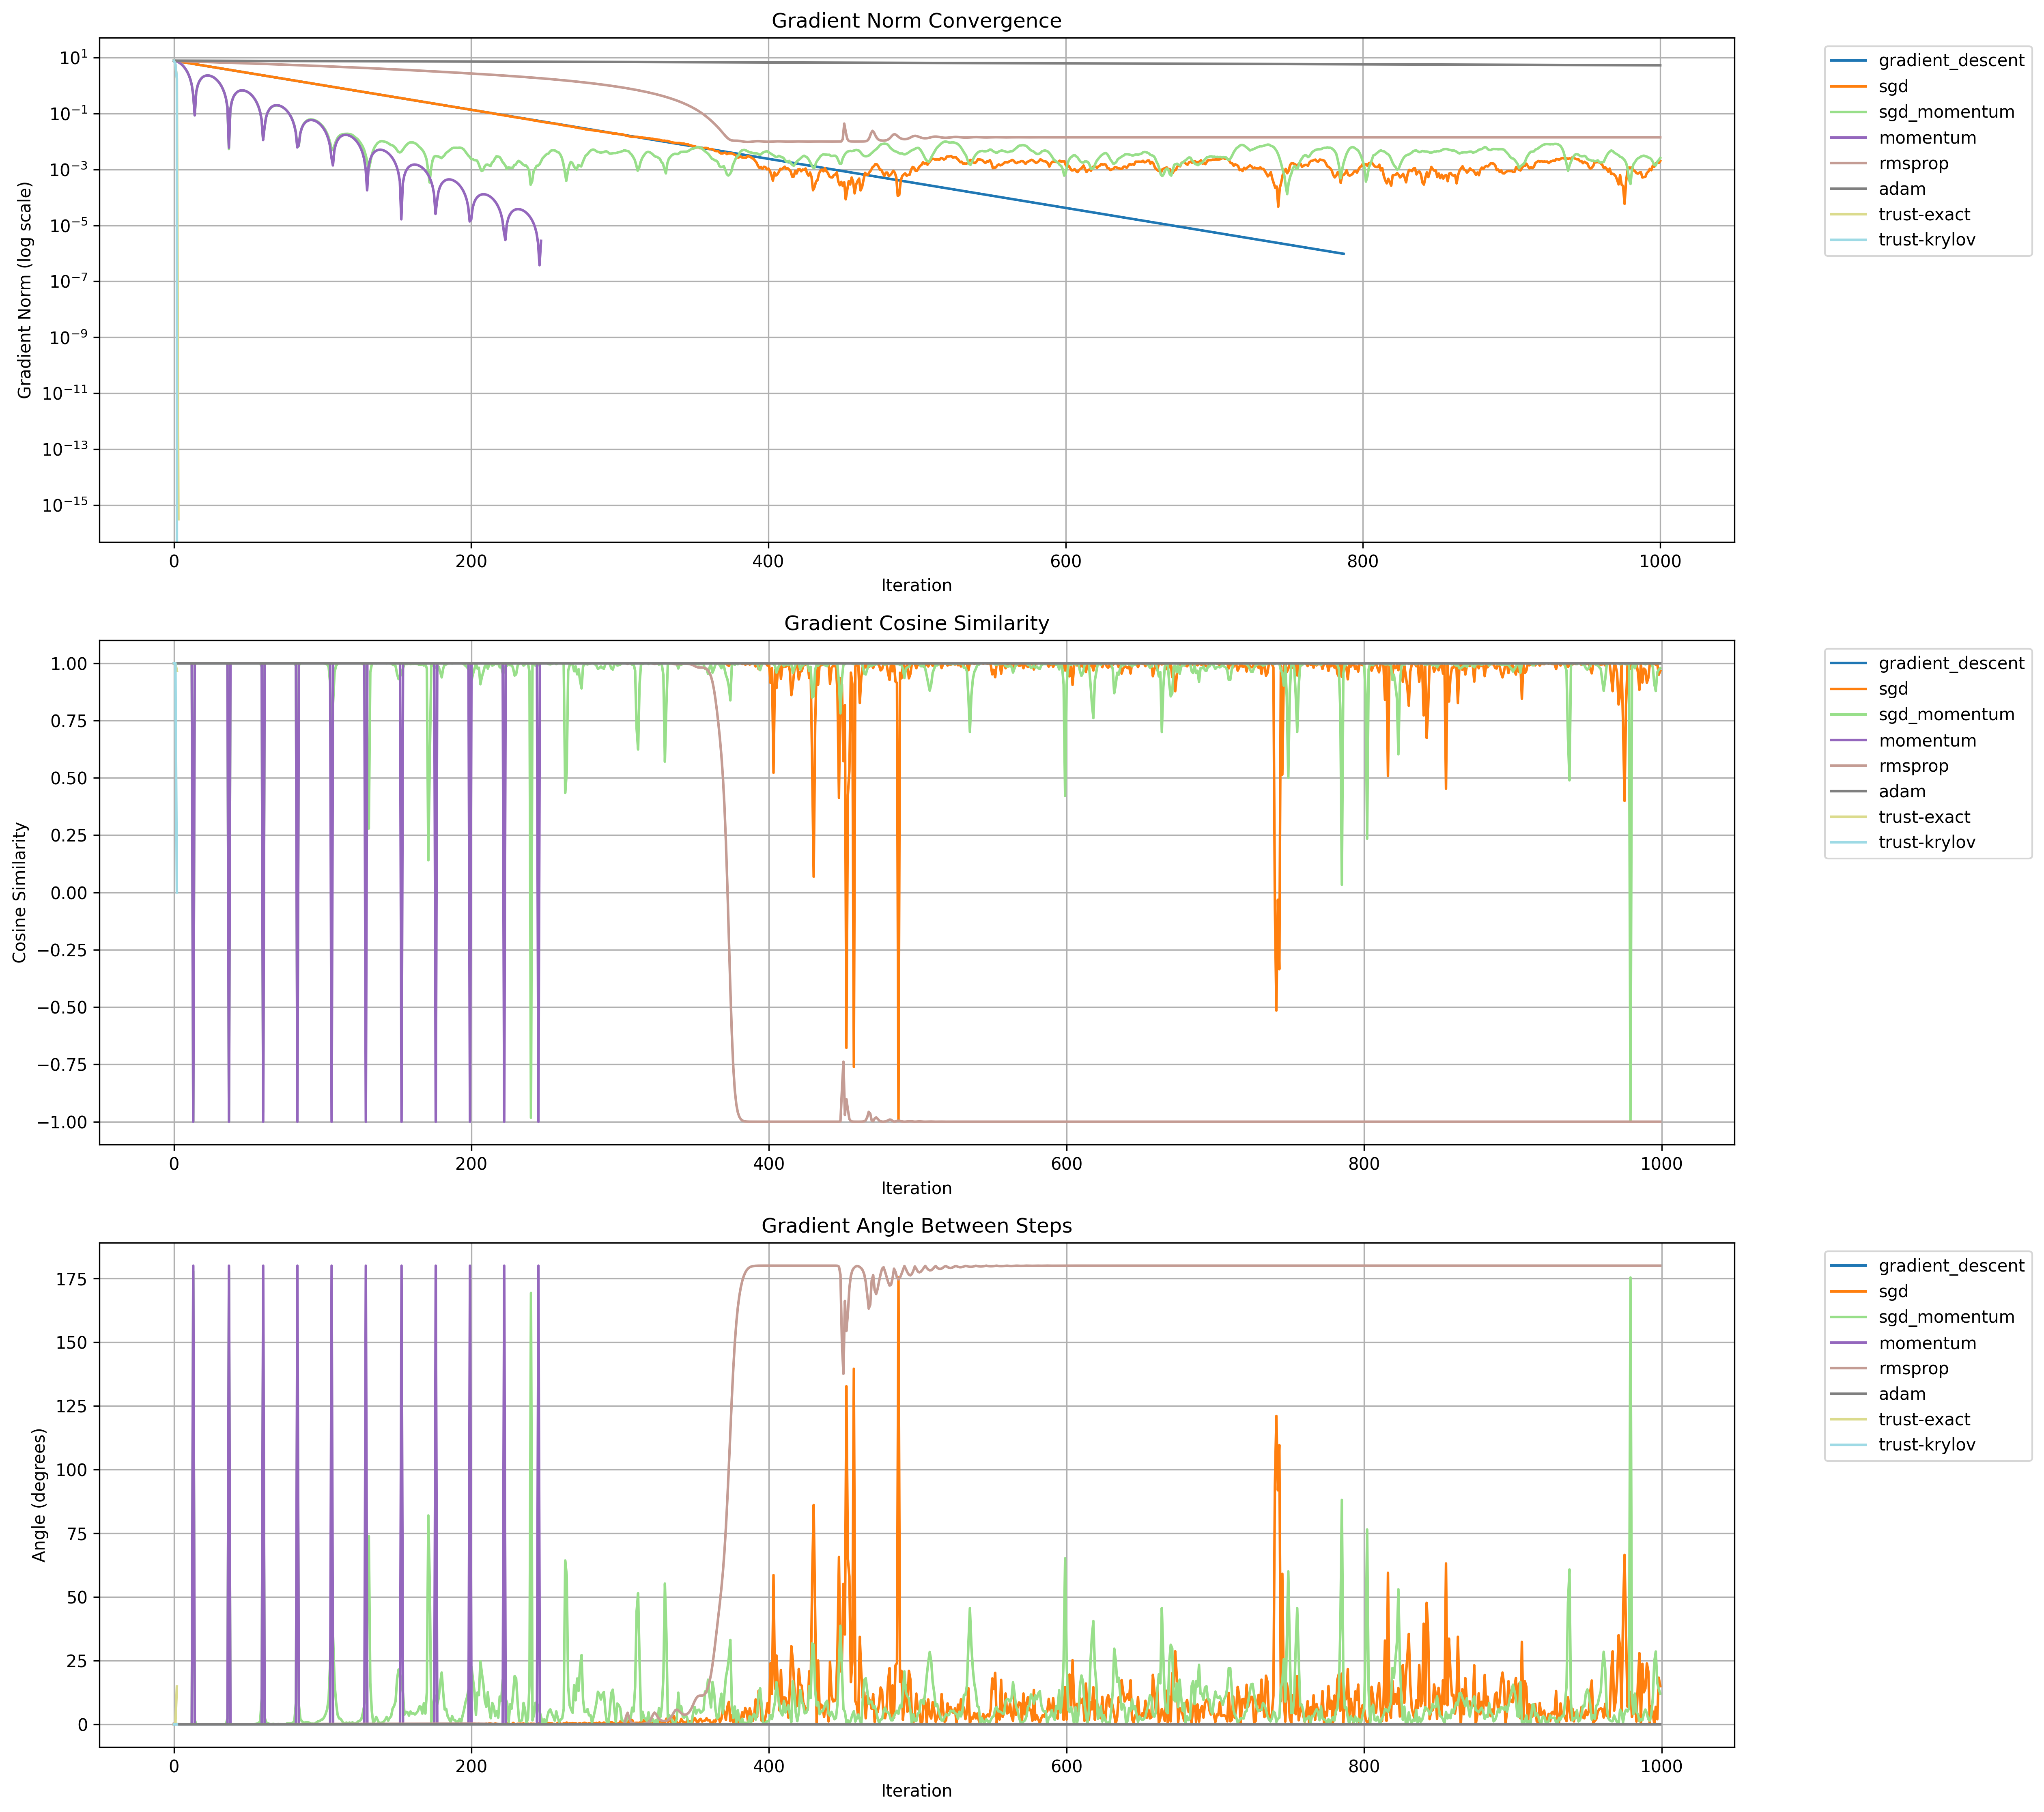 Gradient Norm Convergence
Gradient Norm (log scale)
10^1
10^-1
10^-3
10^-5
10^-7
10^-9
10^-11
10^-13
10^-15
0 200 400 600 800 1000
Iteration
gradient_descent
sgd
sgd_momentum
momentum
rmsprop
adam
trust-exact
trust-krylov
Gradient Cosine Similarity
Cosine Similarity
1.00
0.75
0.50
0.25
0.00
−0.25
−0.50
−0.75
−1.00
0 200 400 600 800 1000
Iteration
gradient_descent
sgd
sgd_momentum
momentum
rmsprop
adam
trust-exact
trust-krylov
Gradient Angle Between Steps
Angle (degrees)
175
150
125
100
75
50
25
0
0 200 400 600 800 1000
Iteration
gradient_descent
sgd
sgd_momentum
momentum
rmsprop
adam
trust-exact
trust-krylov